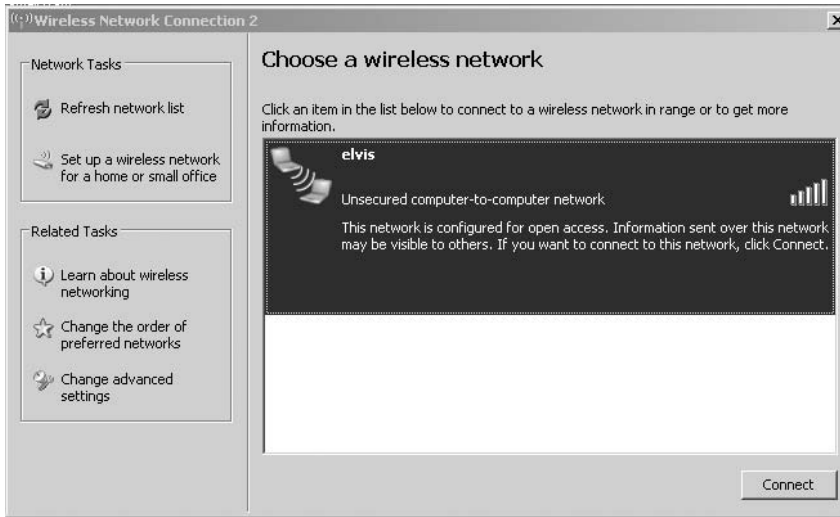 Wireless Network Connection 2
Network Tasks
Refresh network list
Set up a wireless network
for a home or small office
Related Tasks
Learn about wireless
networking
Change the order of
preferred networks
Change advanced
settings
Choose a wireless network
Click an item in the list below to connect to a wireless network in range or to get more
information.
elvis
Unsecured computer-to-computer network
This network is configured for open access. Information sent over this network
may be visible to others. If you want to connect to this network, click Connect.
Connect